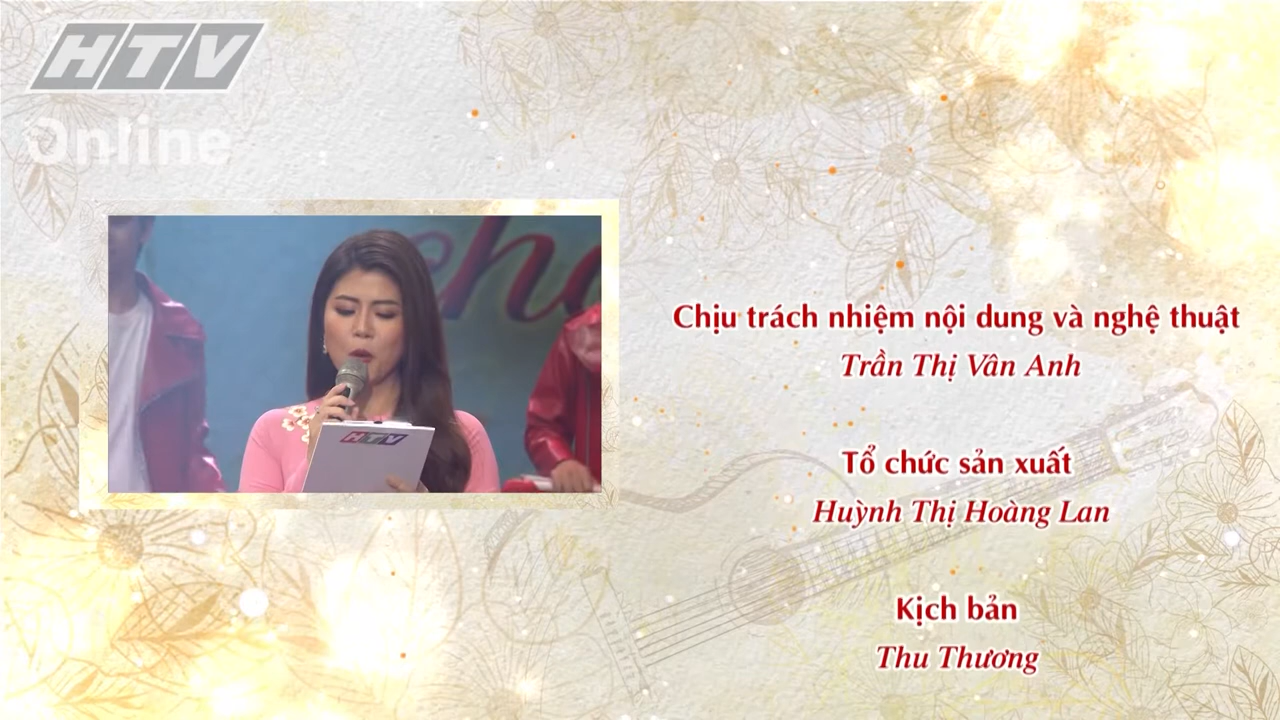 HTV
Online
HTV
Chịu trách nhiệm nội dung và nghệ thuật
Trần Thị Vân Anh
Tổ chức sản xuất
Huỳnh Thị Hoàng Lan
Kịch bản
Thu Thương